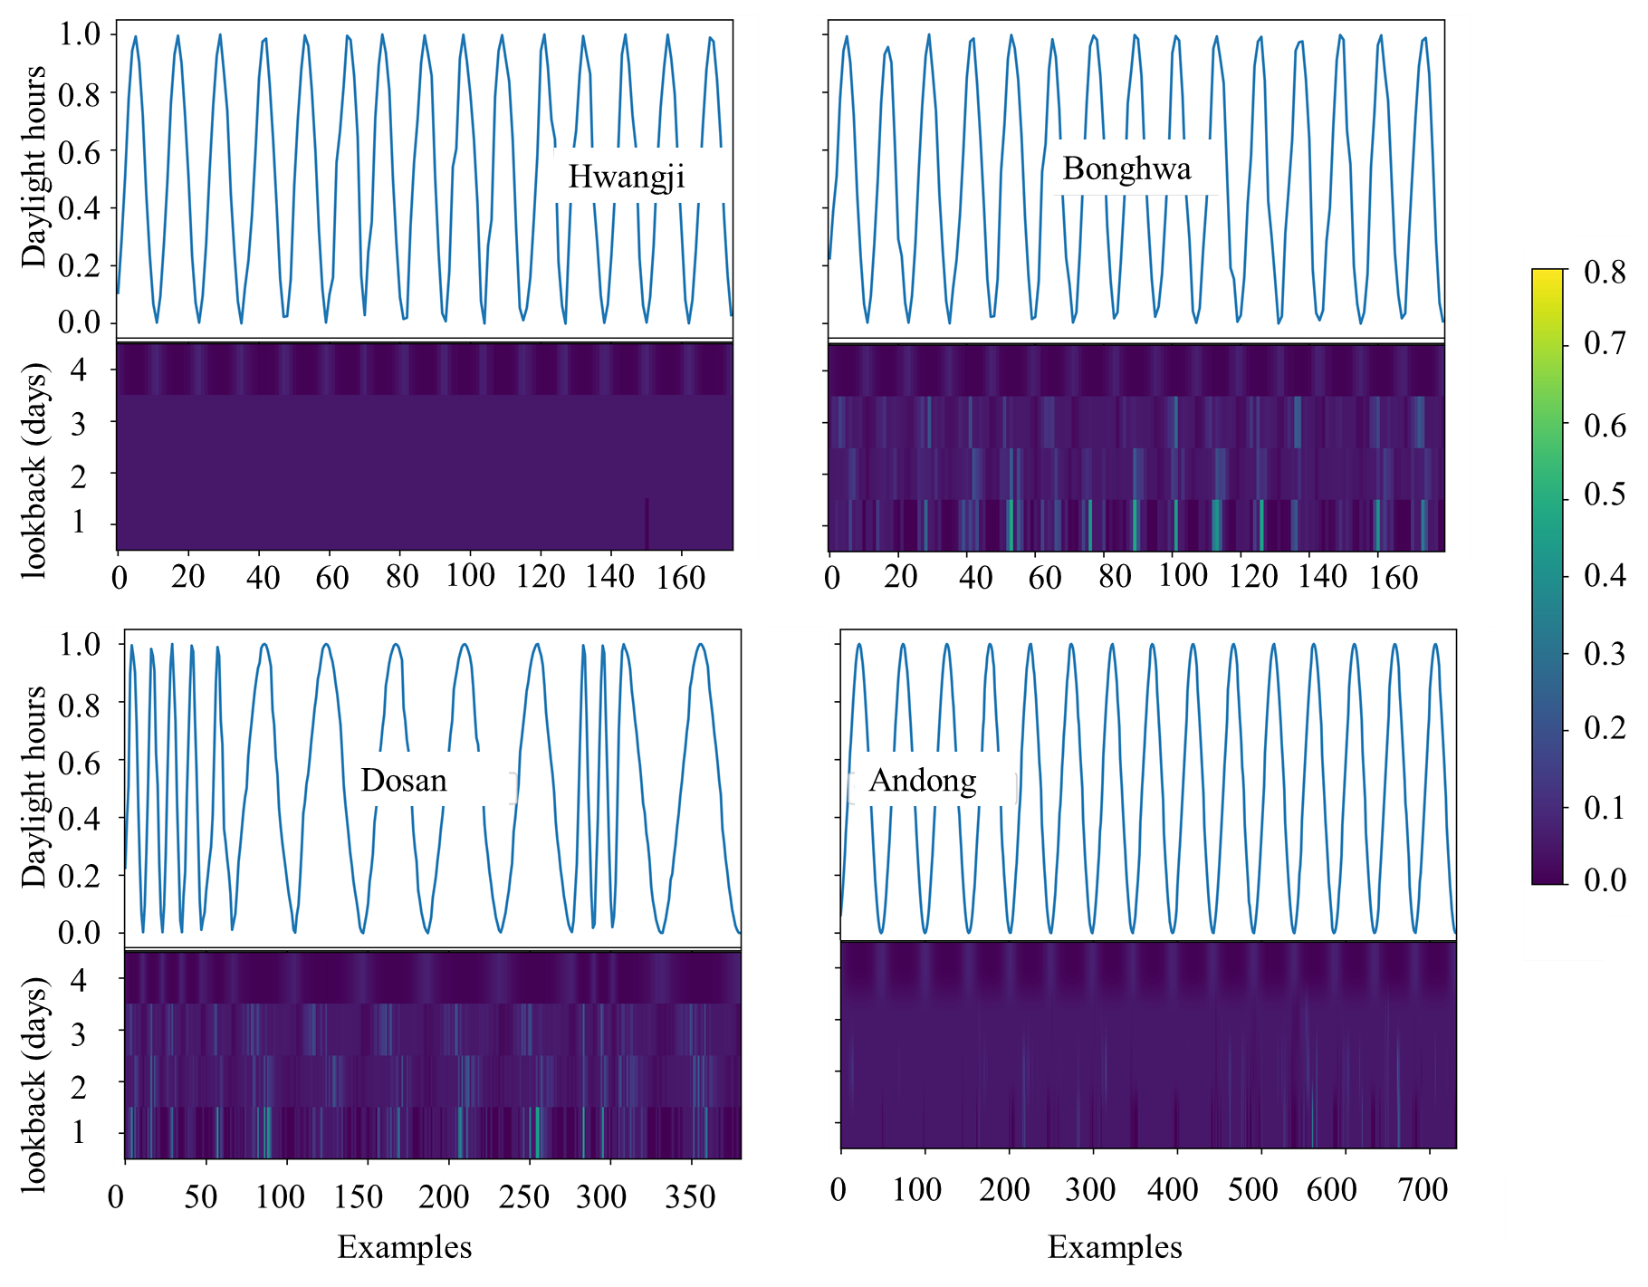 Daylight hours
1.0
0.8
0.6
0.4
0.2
0.0
Hwangji
Bonghwa
lookback (days)
4
3
2
1
0 20 40 60 80 100 120 140 160
0 20 40 60 80 100 120 140 160
0.8
0.7
0.6
0.5
0.4
0.3
0.2
0.1
0.0
Daylight hours
1.0
0.8
0.6
0.4
0.2
0.0
Dosan
Andong
lookback (days)
4
3
2
1
0 50 100 150 200 250 300 350
0 100 200 300 400 500 600 700
Examples
Examples